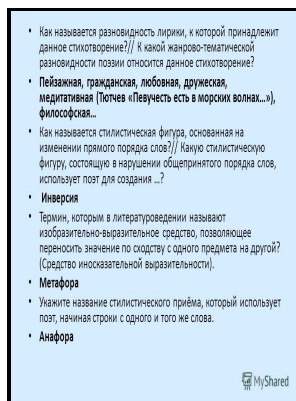 • Как называется разновидность лирики, к которой принадлежит
данное стихотворение?// К какой жанрово-тематической
разновидности поэзии относится данное стихотворение?
• Пейзажная, гражданская, любовная, дружеская,
медитативная (Тютчев «Певучесть есть в морских волнах…»),
философская…
• Как называется стилистическая фигура, основанная на
изменении прямого порядка слов?// Какую стилистическую
фигуру, состоящую в нарушении общепринятого порядка слов,
использует поэт для создания …?
• Инверсия
• Термин, которым в литературоведении называют
изобразительно-выразительное средство, позволяющее
переносить значение по сходству с одного предмета на другой?
(Средство иносказательной выразительности).
• Метафора
• Укажите название стилистического приёма, который использует
поэт, начиная строки с одного и того же слова.
• Анафора
MyShared